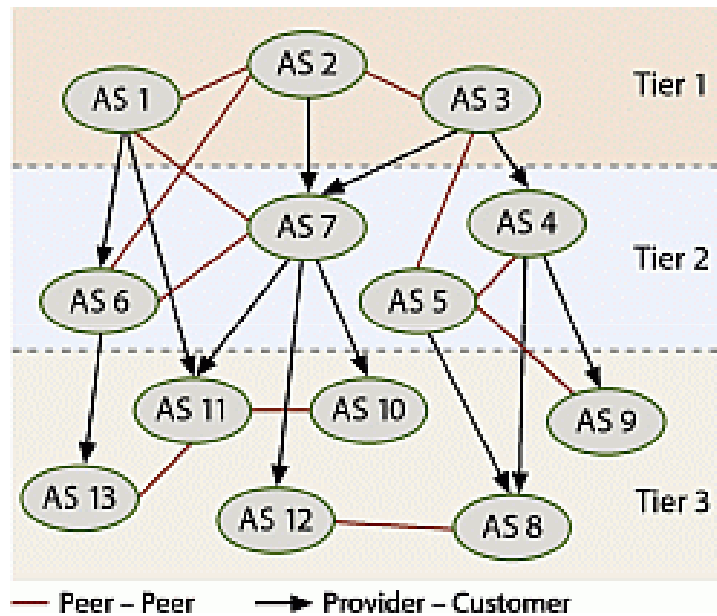 AS 2
AS 1
AS 3
Tier 1
AS 7
AS 4
Tier 2
AS 6
AS 5
AS 11
AS 10
AS 9
AS 13
AS 12
AS 8
Tier 3
Peer – Peer
Provider – Customer